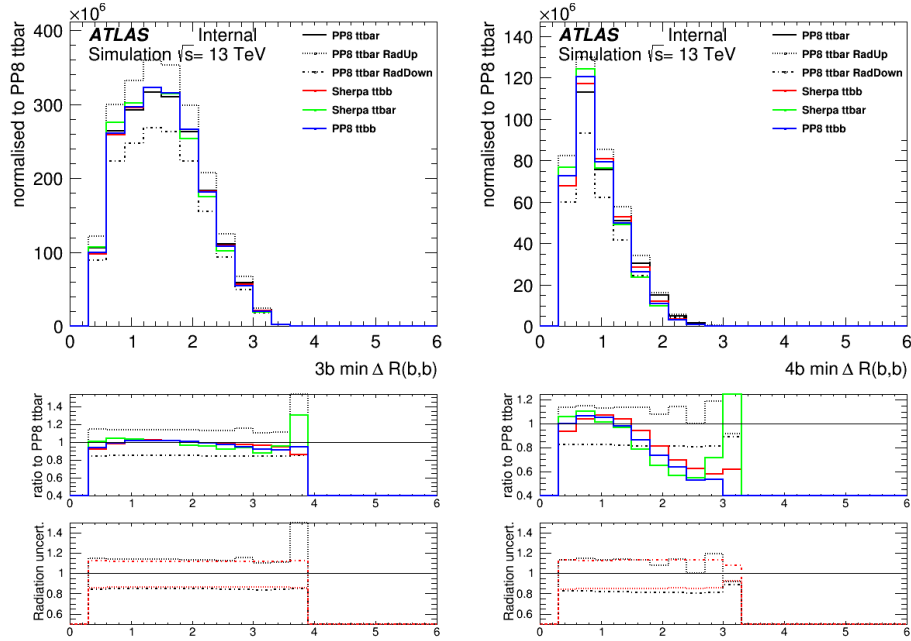 ×10⁶
400
300
200
100
0
normalised to PP8 ttbar
ATLAS Internal
Simulation √s= 13 TeV
PP8 ttbar
PP8 ttbar RadUp
PP8 ttbar RadDown
Sherpa ttbb
Sherpa ttbar
PP8 ttbb
0 1 2 3 4 5 6
3b min Δ R(b,b)
×10⁶
140
120
100
80
60
40
20
0
normalised to PP8 ttbar
ATLAS Internal
Simulation √s= 13 TeV
PP8 ttbar
PP8 ttbar RadUp
PP8 ttbar RadDown
Sherpa ttbb
Sherpa ttbar
PP8 ttbb
0 1 2 3 4 5 6
4b min Δ R(b,b)
ratio to PP8 ttbar
1.4
1.2
1
0.8
0.6
0.4
0 1 2 3 4 5 6
ratio to PP8 ttbar
1.2
1
0.8
0.6
0.4
0 1 2 3 4 5 6
Radiation uncert.
1.4
1.2
1
0.8
0.6
0 1 2 3 4 5 6
Radiation uncert.
1.4
1.2
1
0.8
0.6
0 1 2 3 4 5 6